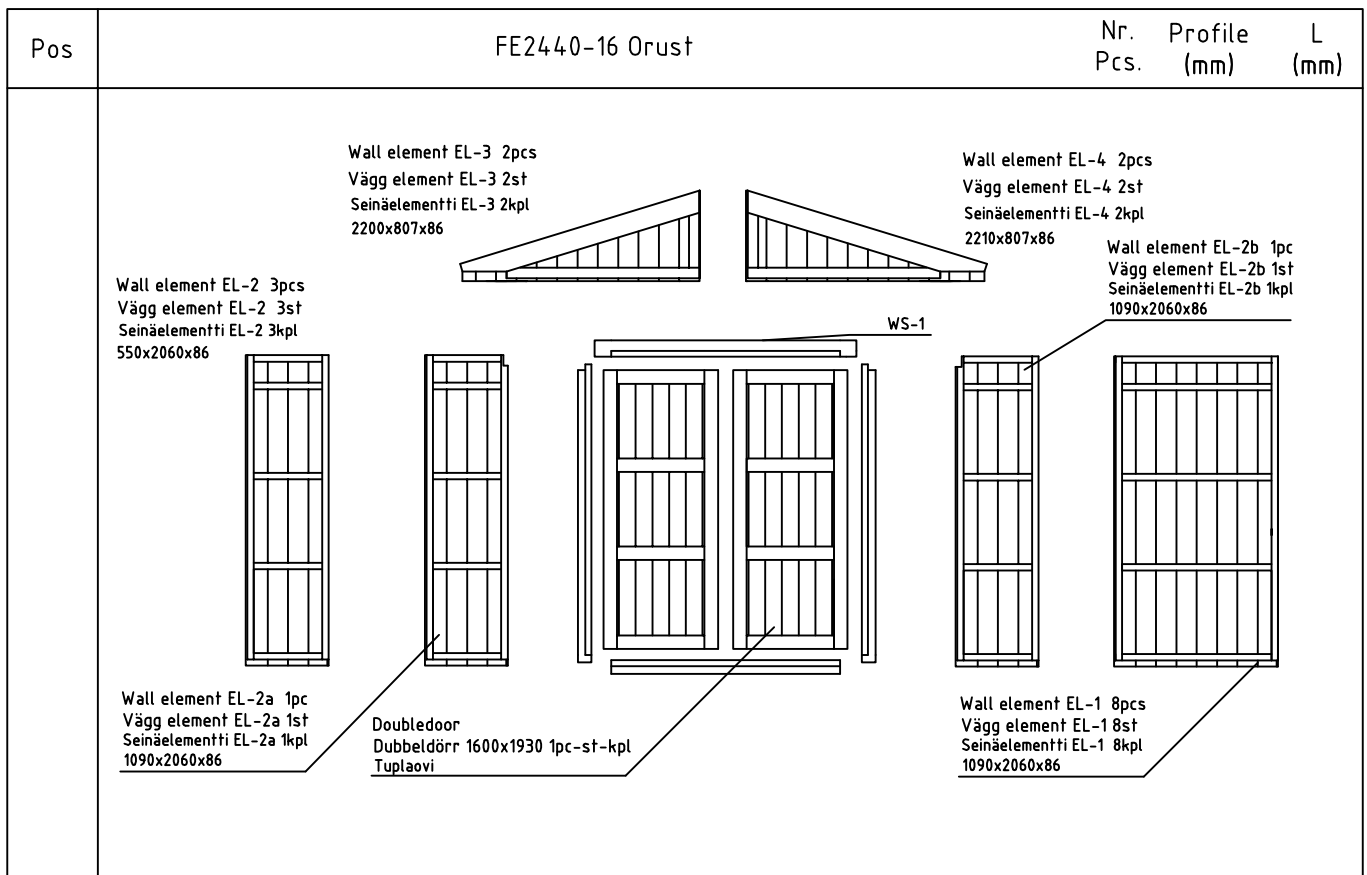 Pos
FE2440-16 Orust
Nr. Profile L
Pcs. (mm) (mm)
Wall element EL-3 2pcs
Vägg element EL-3 2st
Seinäelementti EL-3 2kpl
2200x807x86
Wall element EL-4 2pcs
Vägg element EL-4 2st
Seinäelementti EL-4 2kpl
2210x807x86
Wall element EL-2b 1pc
Vägg element EL-2b 1st
Seinäelementti EL-2b 1kpl
1090x2060x86
Wall element EL-2 3pcs
Vägg element EL-2 3st
Seinäelementti EL-2 3kpl
550x2060x86
WS-1
Wall element EL-2a 1pc
Vägg element EL-2a 1st
Seinäelementti EL-2a 1kpl
1090x2060x86
Doubledoor
Dubbeldörr 1600x1930 1pc-st-kpl
Tuplaovi
Wall element EL-1 8pcs
Vägg element EL-1 8st
Seinäelementti EL-1 8kpl
1090x2060x86